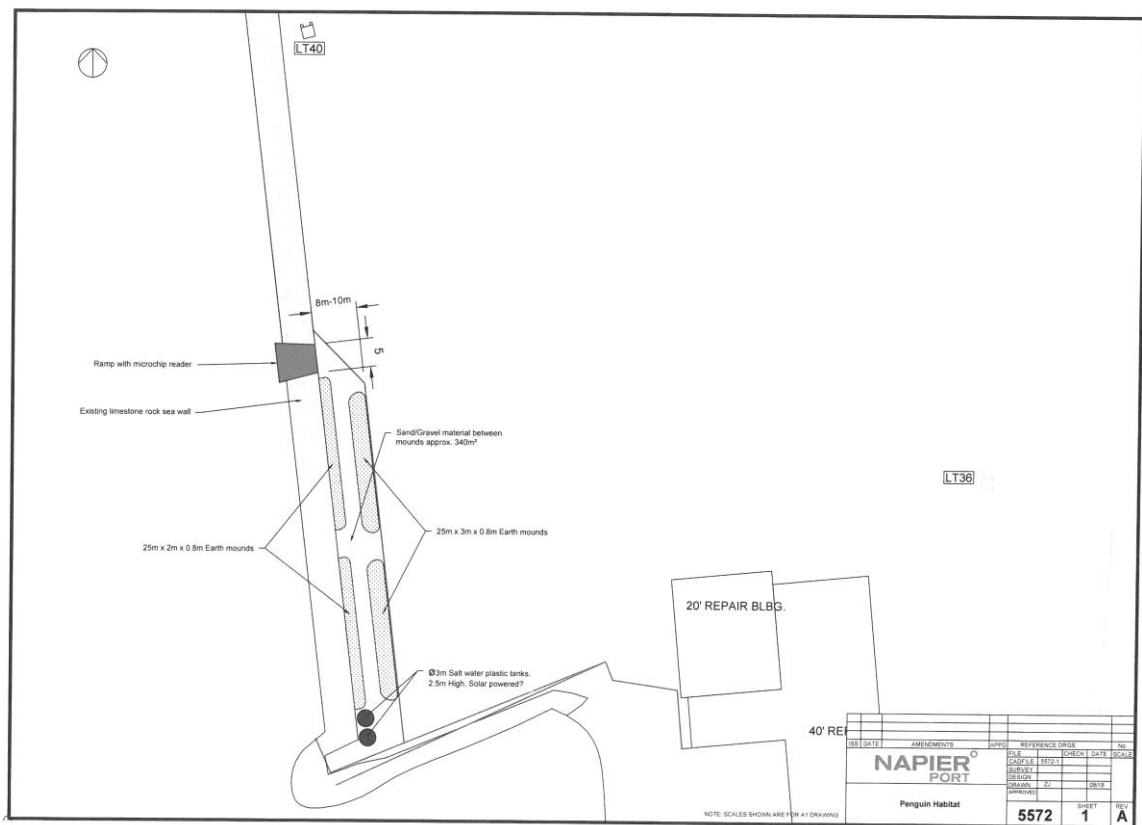 LT40
8m-10m
5
Ramp with microchip reader
Existing limestone rock sea wall
Sand/Gravel material between
mounds approx. 340m²
LT36
25m x 3m x 0.8m Earth mounds
25m x 2m x 0.8m Earth mounds
20' REPAIR BLBG.
Ø3m Salt water plastic tanks.
2.5m High. Solar powered?
40' REP
ISS DATE AMENDMENTS APPD REFERENCE DRGS No
NAPIER PORT
FILE CHECK DATE SCALE
CADFILE 5572-1
SURVEY
DESIGN
DRAWN ZJ 08/18
APPROVED
Penguin Habitat
5572
SHEET
1
REV
A
NOTE: SCALES SHOWN ARE FOR A1 DRAWING